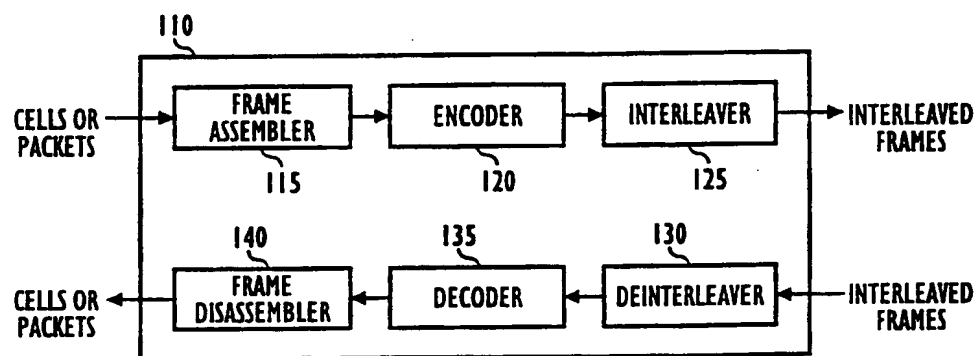 110
CELLS OR
PACKETS
FRAME
ASSEMBLER
ENCODER
INTERLEAVER
INTERLEAVED
FRAMES
115
120
125
140
135
130
CELLS OR
PACKETS
FRAME
DISASSEMBLER
DECODER
DEINTERLEAVER
INTERLEAVED
FRAMES